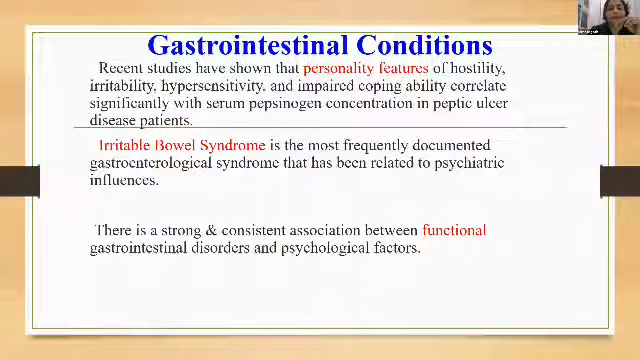 Gastrointestinal Conditions
Recent studies have shown that personality features of hostility,
irritability, hypersensitivity, and impaired coping ability correlate
significantly with serum pepsinogen concentration in peptic ulcer
disease patients.
Irritable Bowel Syndrome is the most frequently documented
gastroenterological syndrome that has been related to psychiatric
influences.
There is a strong & consistent association between functional
gastrointestinal disorders and psychological factors.